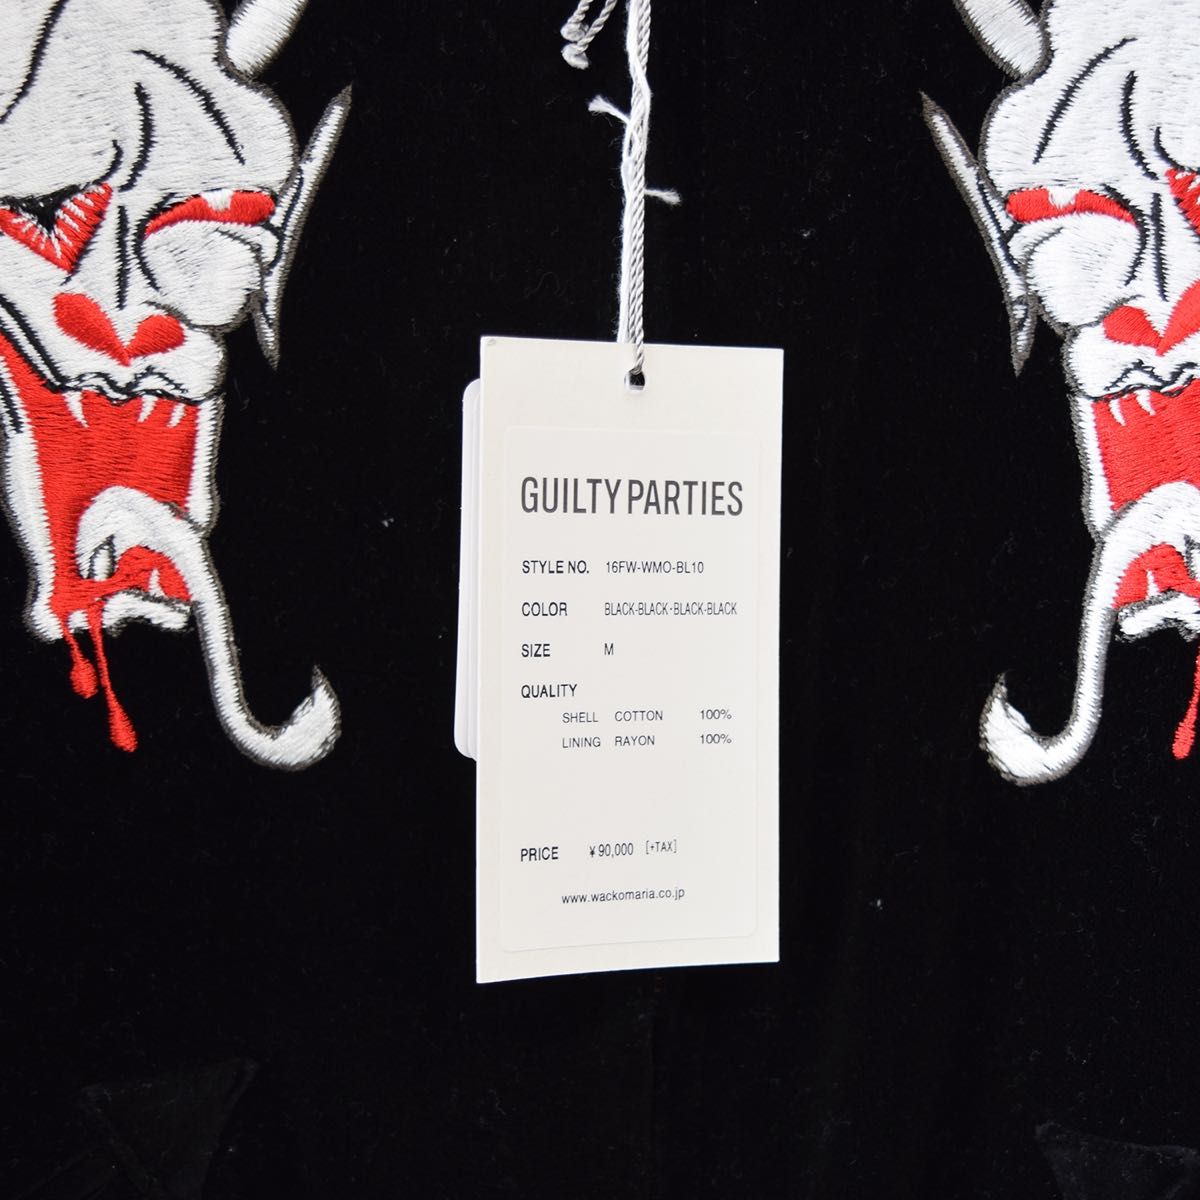 GUILTY PARTIES
STYLE NO. 16FW-WMO-BL10
COLOR BLACK-BLACK-BLACK-BLACK
SIZE M
QUALITY
SHELL COTTON 100%
LINING RAYON 100%
PRICE ¥90,000 [+TAX]
www.wackomaria.co.jp